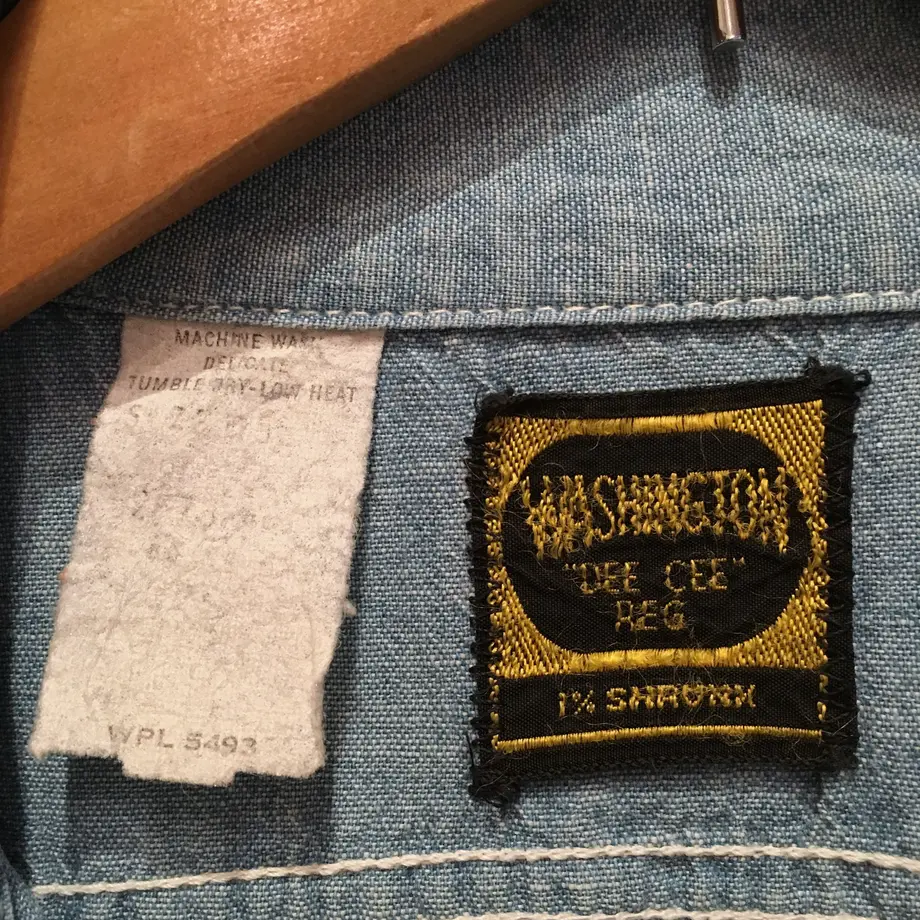 MACHINE WASH
DELICATE
TUMBLE DRY-LOW HEAT
WPL 5493
WASHINGTON
"DEE CEE"
REG
1% SHRUNK